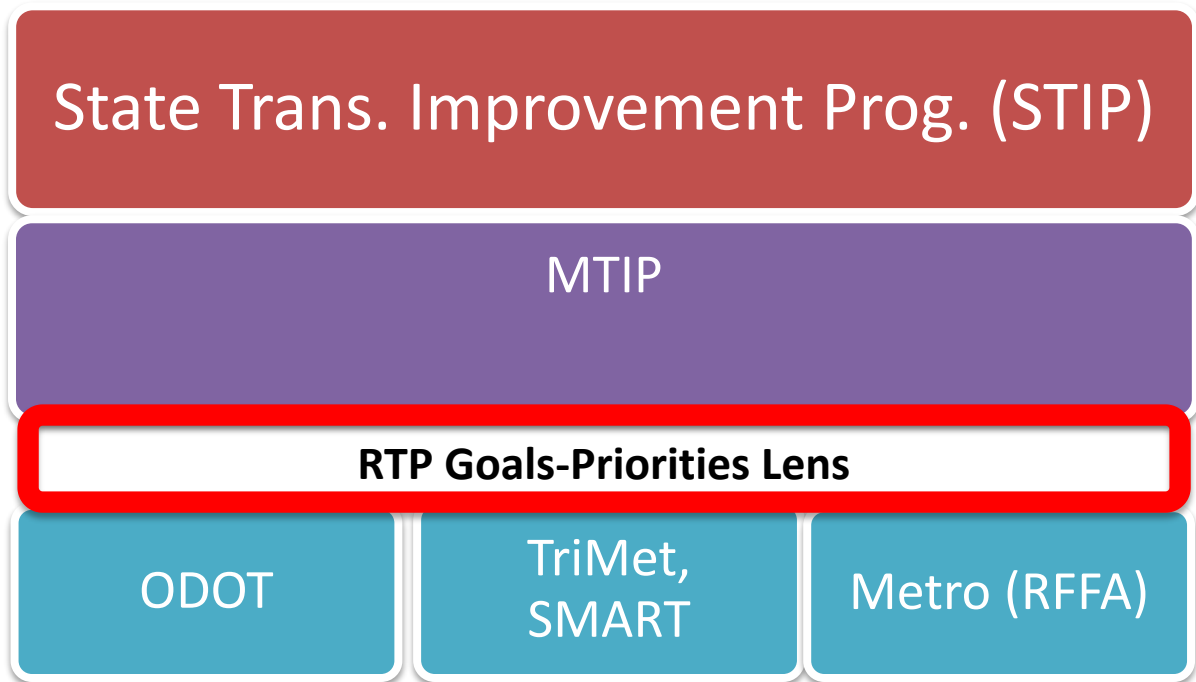 State Trans. Improvement Prog. (STIP)
MTIP
RTP Goals-Priorities Lens
ODOT
TriMet,
SMART
Metro (RFFA)